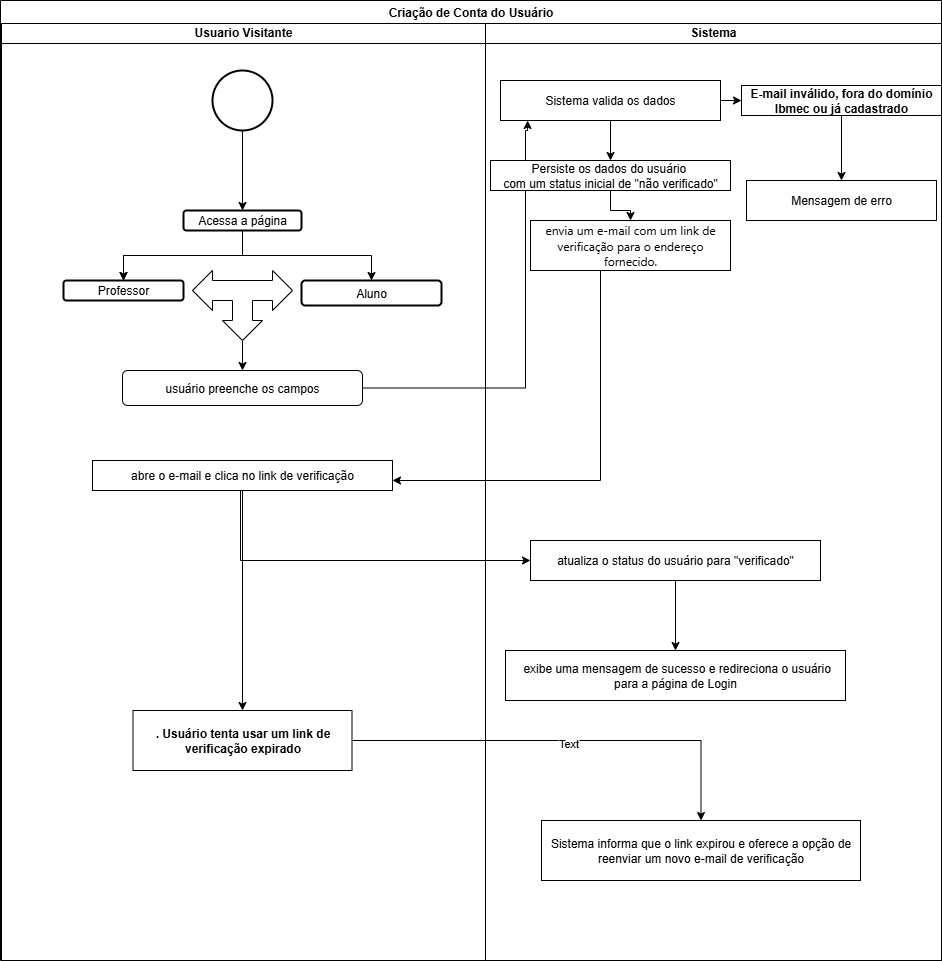 Criação de Conta do Usuário
Usuario Visitante
Sistema
Acessa a página
Professor
Aluno
usuário preenche os campos
Sistema valida os dados
E-mail inválido, fora do domínio
Ibmec ou já cadastrado
Mensagem de erro
Persiste os dados do usuário
com um status inicial de "não verificado"
envia um e-mail com um link de
verificação para o endereço
fornecido.
abre o e-mail e clica no link de verificação
atualiza o status do usuário para "verificado"
exibe uma mensagem de sucesso e redireciona o usuário
para a página de Login
. Usuário tenta usar um link de
verificação expirado
Text
Sistema informa que o link expirou e oferece a opção de
reenviar um novo e-mail de verificação